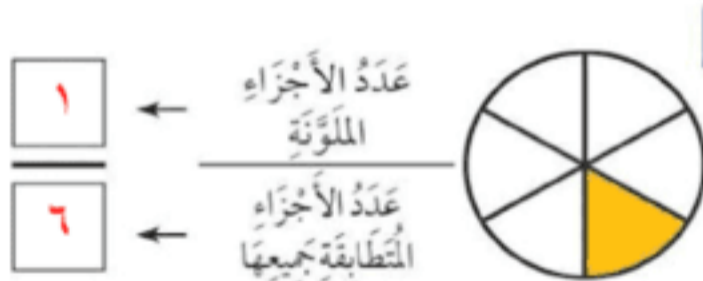 عَدَدُ الأَجْزَاءِ
المُلَوَّنَةِ
١
عَدَدُ الأَجْزَاءِ
المُتَطَابِقَةِ جَمِيعِهَا
٦